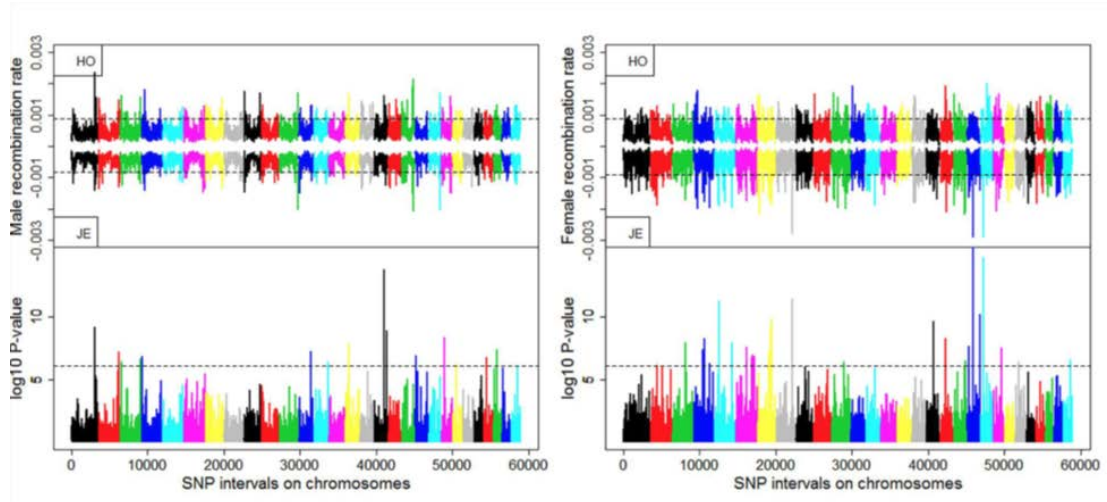 Male recombination rate
0.003
0.001
-0.001
-0.003
HO
JE
log10 P-value
10
5
0
10000
20000
30000
40000
50000
60000
SNP intervals on chromosomes
Female recombination rate
0.003
0.001
-0.001
-0.003
HO
JE
log10 P-value
10
5
0
10000
20000
30000
40000
50000
60000
SNP intervals on chromosomes